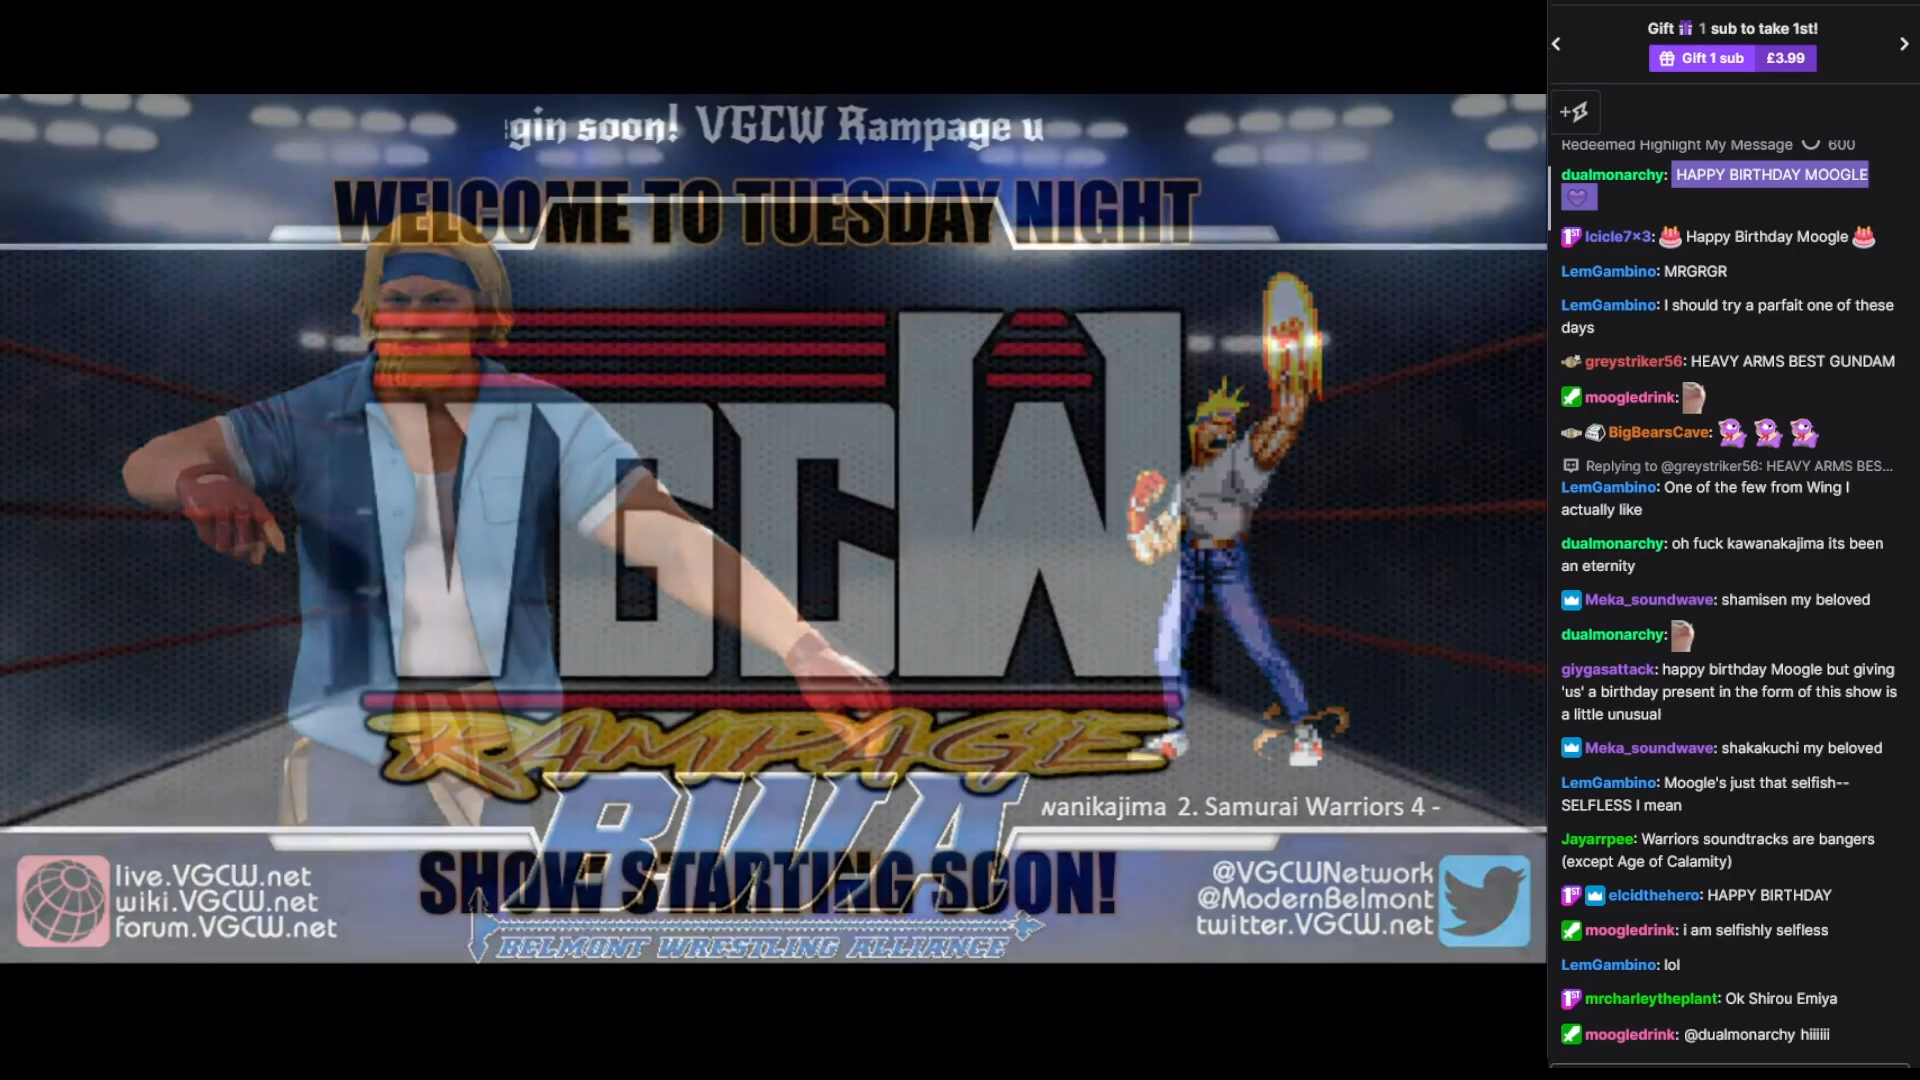 gin soon! VGCW Rampage u
WELCOME TO TUESDAY NIGHT
VGCW
RAMPAGE
BWA
wanikajima 2. Samurai Warriors 4 -
SHOW STARTING SOON!
BELMONT WRESTLING ALLIANCE
live.VGCW.net
wiki.VGCW.net
forum.VGCW.net
@VGCWNetwork
@ModernBelmont
twitter.VGCW.net
Gift 1 sub to take 1st!
Gift 1 sub £3.99
Redeemed Highlight My Message 600
dualmonarchy: HAPPY BIRTHDAY MOOGLE
1ST Icicle7x3: Happy Birthday Moogle
LemGambino: MRGRGR
LemGambino: I should try a parfait one of these
days
greystriker56: HEAVY ARMS BEST GUNDAM
moogledrink:
BigBearsCave:
Replying to @greystriker56: HEAVY ARMS BES...
LemGambino: One of the few from Wing I
actually like
dualmonarchy: oh fuck kawanakajima its been
an eternity
Meka_soundwave: shamisen my beloved
dualmonarchy:
giygasattack: happy birthday Moogle but giving
'us' a birthday present in the form of this show is
a little unusual
Meka_soundwave: shakakuchi my beloved
LemGambino: Moogle's just that selfish--
SELFLESS I mean
Jayarrpee: Warriors soundtracks are bangers
(except Age of Calamity)
1ST elcidthehero: HAPPY BIRTHDAY
moogledrink: i am selfishly selfless
LemGambino: lol
1ST mrcharleytheplant: Ok Shirou Emiya
moogledrink: @dualmonarchy hiiiiii